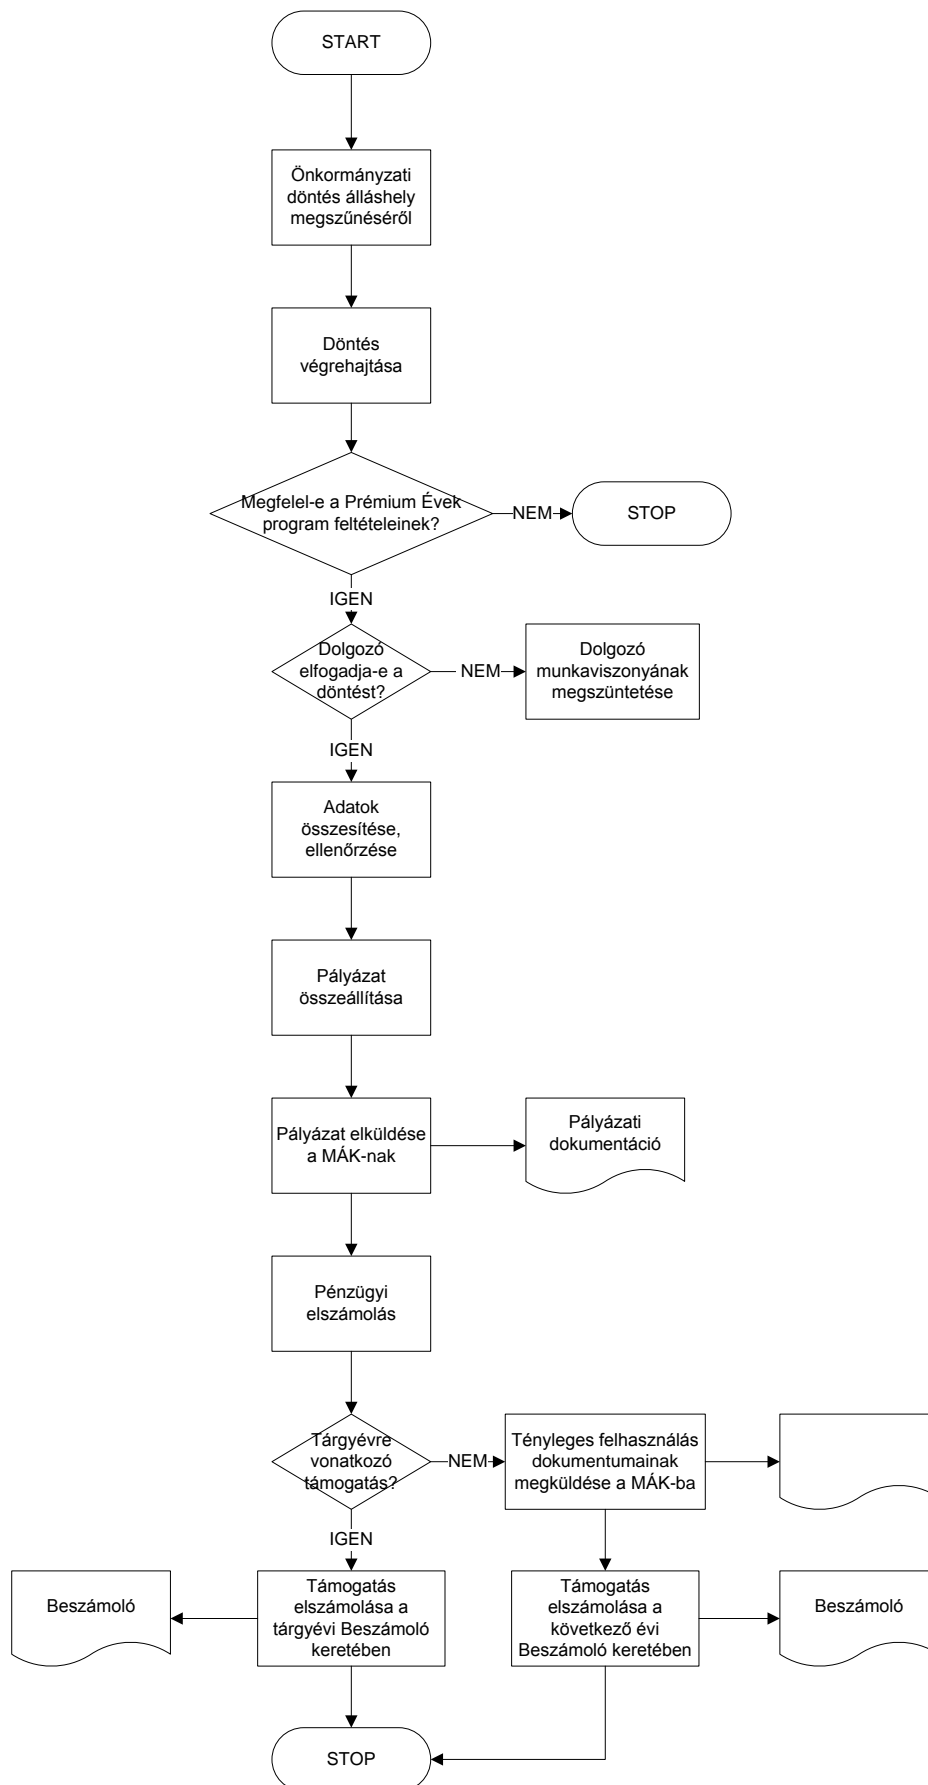 START
Önkormányzati
döntés álláshely
megszűnéséről
Döntés
végrehajtása
Megfelel-e a Prémium Évek
program feltételeinek?
NEM
STOP
IGEN
Dolgozó
elfogadja-e a
döntést?
NEM
Dolgozó
munkaviszonyának
megszüntetése
IGEN
Adatok
összesítése,
ellenőrzése
Pályázat
összeállítása
Pályázat elküldése
a MÁK-nak
Pályázati
dokumentáció
Pénzügyi
elszámolás
Tárgyévre
vonatkozó
támogatás?
NEM
Tényleges felhasználás
dokumentumainak
megküldése a MÁK-ba
IGEN
Beszámoló
Támogatás
elszámolása a
tárgyévi Beszámoló
keretében
Támogatás
elszámolása a
következő évi
Beszámoló keretében
Beszámoló
STOP